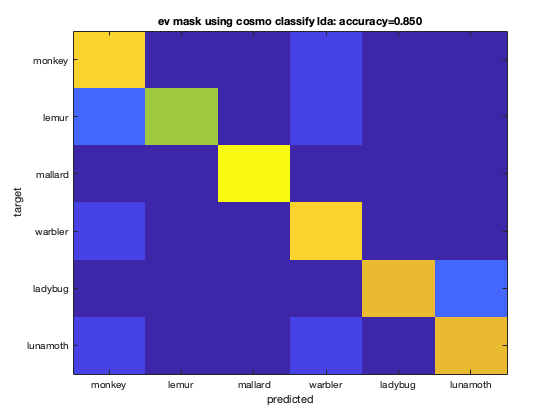 ev mask using cosmo classify lda: accuracy=0.850
monkey
lemur
mallard
warbler
ladybug
lunamoth
target
monkey lemur mallard warbler ladybug lunamoth
predicted